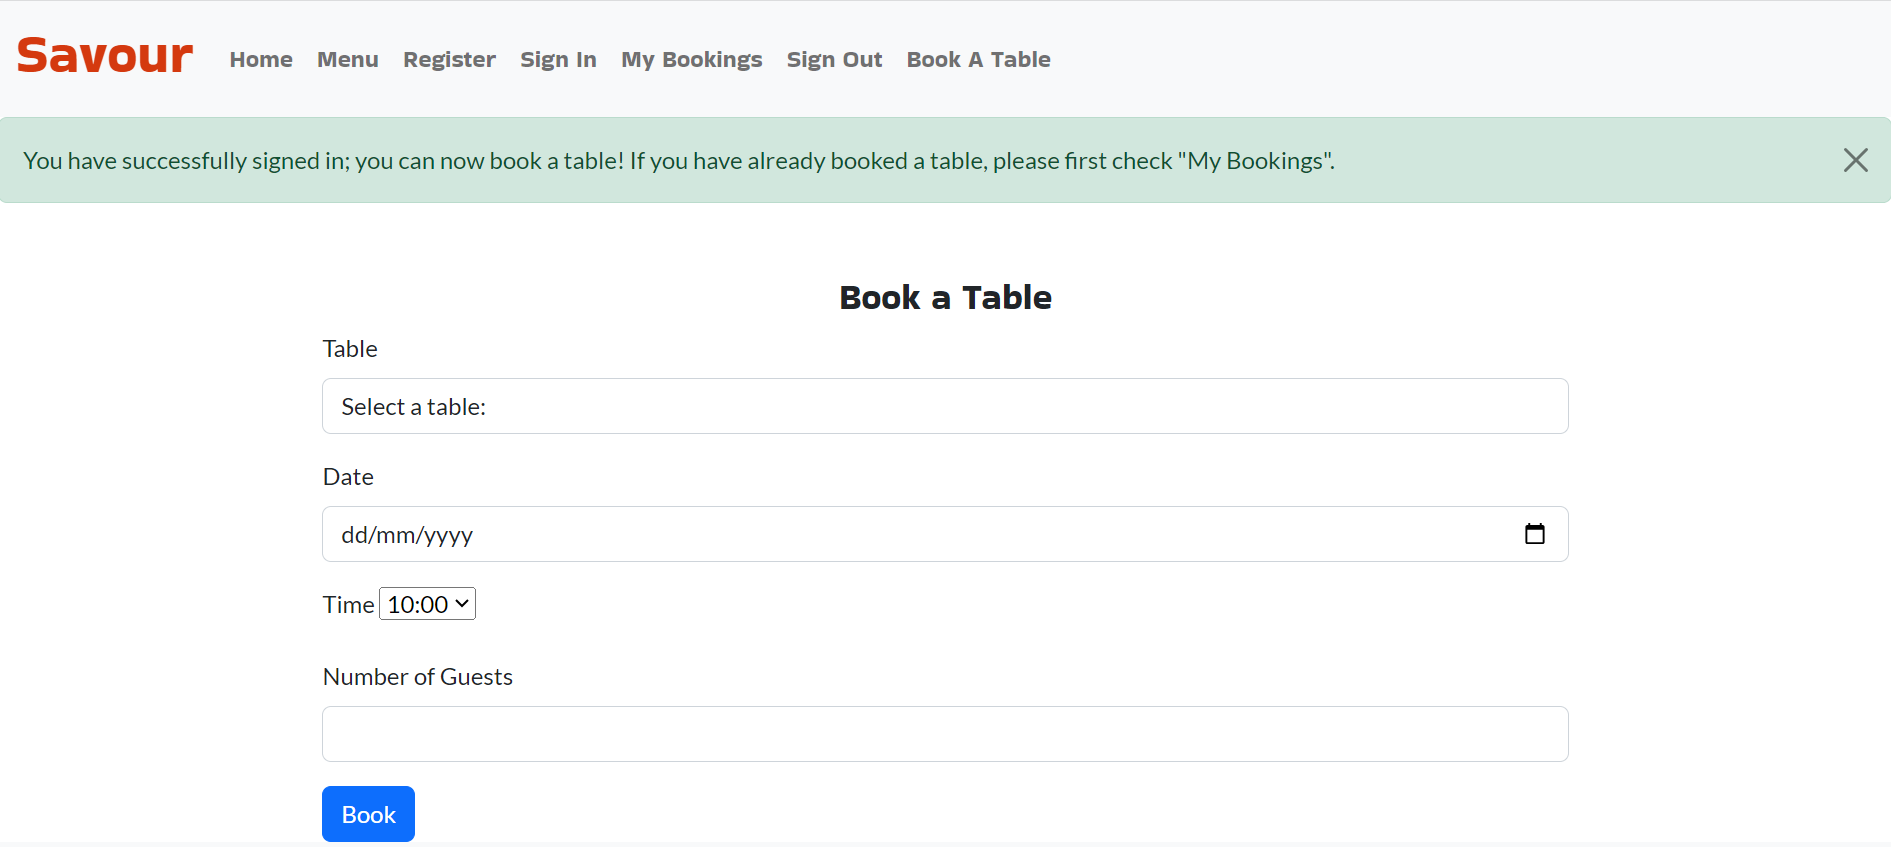 Savour Home Menu Register Sign In My Bookings Sign Out Book A Table
You have successfully signed in; you can now book a table! If you have already booked a table, please first check "My Bookings".
Book a Table
Table
Select a table:
Date
dd/mm/yyyy
Time 10:00
Number of Guests
Book